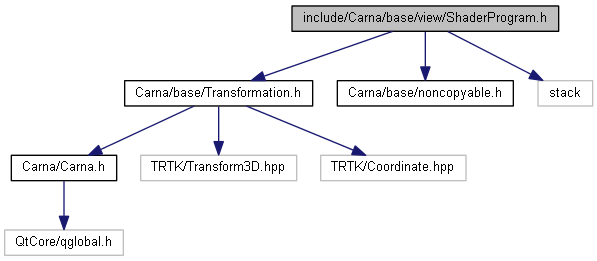 include/Carna/base/view/ShaderProgram.h
Carna/base/Transformation.h
Carna/base/noncopyable.h
stack
Carna/Carna.h
TRTK/Transform3D.hpp
TRTK/Coordinate.hpp
QtCore/qglobal.h